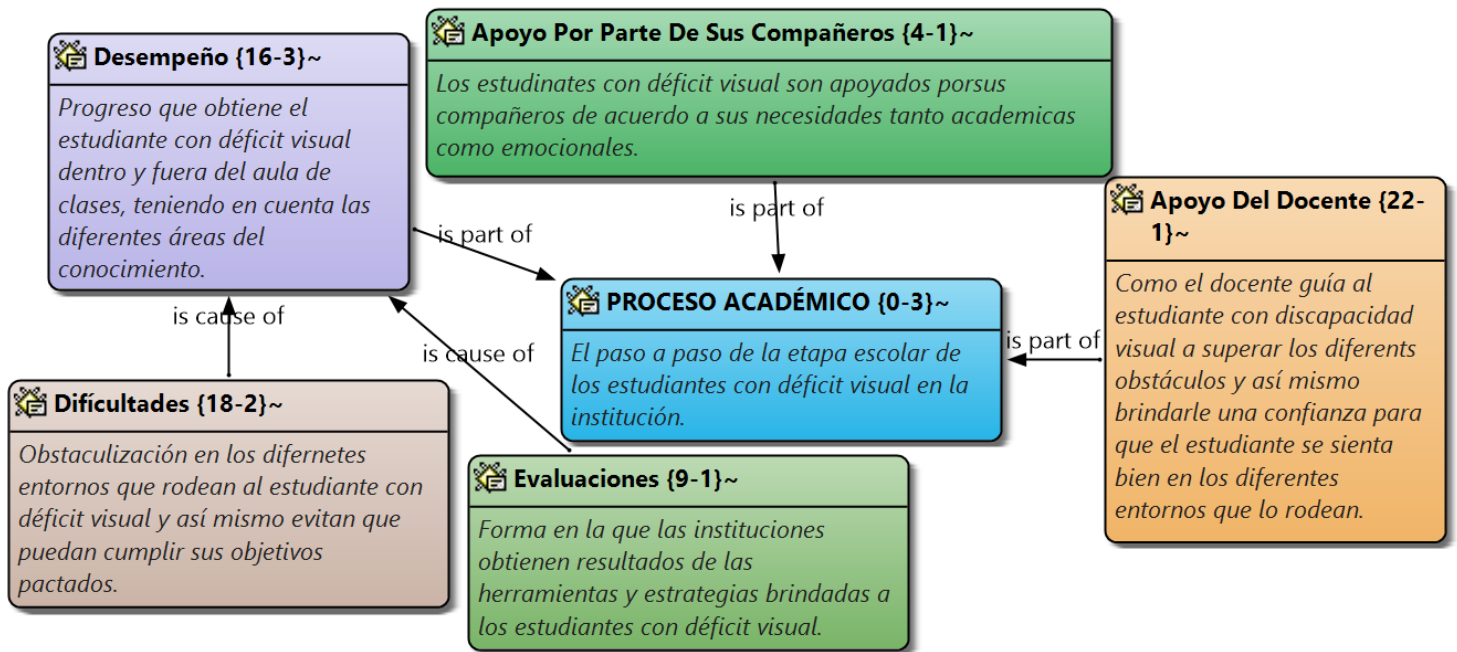 Desempeño {16-3}~
Progreso que obtiene el
estudiante con déficit visual
dentro y fuera del aula de
clases, teniendo en cuenta las
diferentes áreas del
conocimiento.
Apoyo Por Parte De Sus Compañeros {4-1}~
Los estudinates con déficit visual son apoyados porsus
compañeros de acuerdo a sus necesidades tanto academicas
como emocionales.
is part of
is part of
Apoyo Del Docente {22-
1}~
Como el docente guía al
estudiante con discapacidad
visual a superar los diferents
obstáculos y así mismo
brindarle una confianza para
que el estudiante se sienta
bien en los diferentes
entornos que lo rodean.
PROCESO ACADÉMICO {0-3}~
El paso a paso de la etapa escolar de
los estudiantes con déficit visual en la
institución.
is part of
is cause of
is cause of
Difícultades {18-2}~
Obstaculización en los difernetes
entornos que rodean al estudiante con
déficit visual y así mismo evitan que
puedan cumplir sus objetivos
pactados.
Evaluaciones {9-1}~
Forma en la que las instituciones
obtienen resultados de las
herramientas y estrategias brindadas a
los estudiantes con déficit visual.